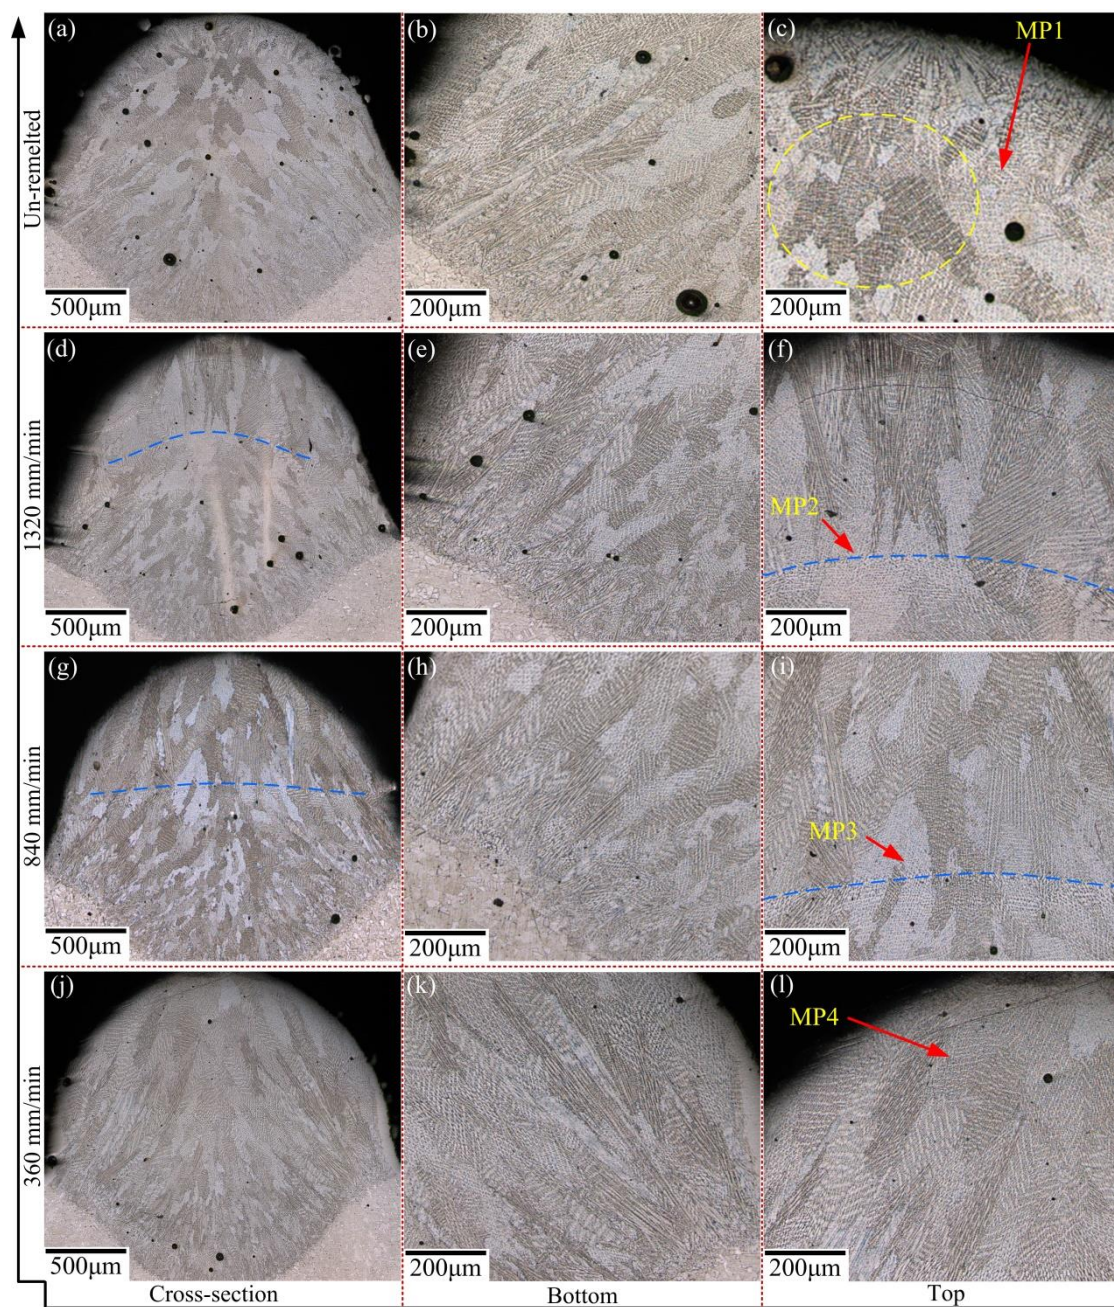 Un-remelted
(a)
500μm
(b)
200μm
(c)
MP1
200μm
1320 mm/min
(d)
500μm
(e)
200μm
(f)
MP2
200μm
840 mm/min
(g)
500μm
(h)
200μm
(i)
MP3
200μm
360 mm/min
(j)
500μm
(k)
200μm
(l)
MP4
200μm
Cross-section
Bottom
Top